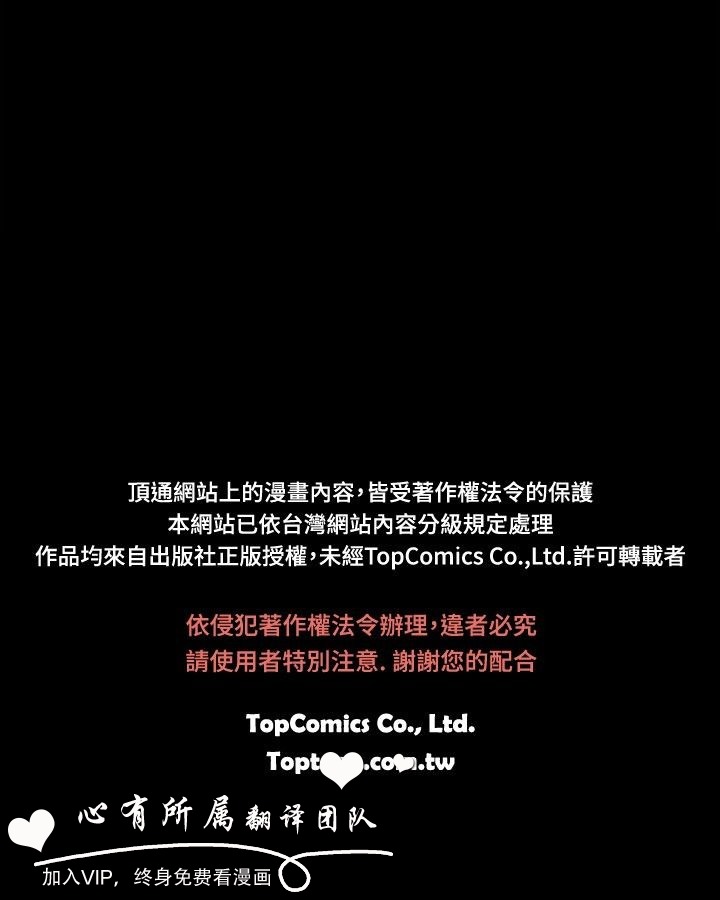 頂通網站上的漫畫內容，皆受著作權法令的保護
本網站已依台灣網站內容分級規定處理
作品均來自出版社正版授權，未經TopComics Co.,Ltd.許可轉載者
依侵犯著作權法令辦理，違者必究
請使用者特別注意. 謝謝您的配合
TopComics Co., Ltd.
心有所属翻译团队
加入VIP，终身免费看漫画